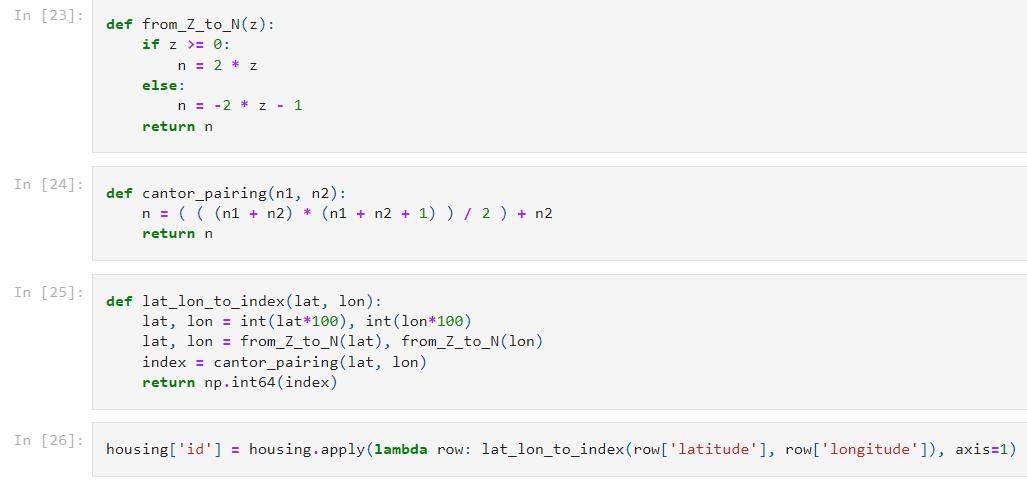 In [23]:
def from_Z_to_N(z):
    if z >= 0:
        n = 2 * z
    else:
        n = -2 * z - 1
    return n
In [24]:
def cantor_pairing(n1, n2):
    n = ( ( (n1 + n2) * (n1 + n2 + 1) ) / 2 ) + n2
    return n
In [25]:
def lat_lon_to_index(lat, lon):
    lat, lon = int(lat*100), int(lon*100)
    lat, lon = from_Z_to_N(lat), from_Z_to_N(lon)
    index = cantor_pairing(lat, lon)
    return np.int64(index)
In [26]:
housing['id'] = housing.apply(lambda row: lat_lon_to_index(row['latitude'], row['longitude']), axis=1)